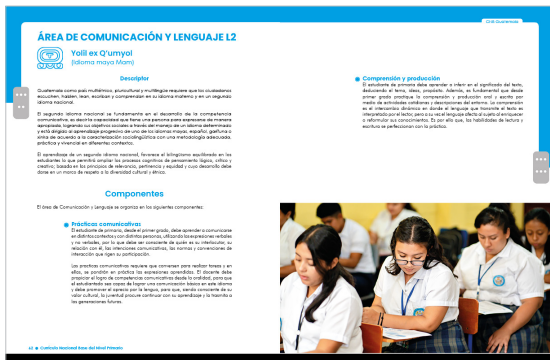 CNB Guatemala
ÁREA DE COMUNICACIÓN Y LENGUAJE L2
Yolil ex Q'umyol
(Idioma maya Mam)
Descriptor
Guatemala como país multiétnico, pluricultural y multilingüe requiere que los ciudadanos
escuchen, hablen, lean, escriban y comprendan en su idioma materno y en un segundo
idioma nacional.
El segundo idioma nacional se fundamenta en el desarrollo de la competencia
comunicativa, es decir la capacidad que tiene una persona para expresarse de manera
apropiada, logrando sus objetivos sociales a través del manejo de un idioma determinado
y está dirigido al aprendizaje progresivo de uno de los idiomas mayas, español, garífuna o
xinka de acuerdo a la caracterización sociolingüística con una metodología adecuada,
práctica y vivencial en diferentes contextos.
El aprendizaje de un segundo idioma nacional, favorece el bilingüismo equilibrado en los
estudiantes lo que permitirá ampliar los procesos cognitivos de pensamiento lógico, crítico y
creativo; basado en los principios de relevancia, pertinencia y equidad y cuyo desarrollo debe
darse en un marco de respeto a la diversidad cultural y étnica.
Componentes
El área de Comunicación y Lenguaje se organiza en los siguientes componentes:
Prácticas comunicativas
El estudiante de primaria, desde el primer grado, debe aprender a comunicarse
en distintos contextos y con distintas personas, utilizando las expresiones verbales
y no verbales, por lo que debe ser consciente de quién es su interlocutor, su
relación con él, las intenciones comunicativas, las normas y convenciones de
interacción que rigen su participación.
Las prácticas comunicativas requiere que conversen para realizar tareas y en
ellas, se pondrán en práctica las expresiones aprendidas. El docente debe
propiciar el logro de competencias comunicativas desde la oralidad, para que
el estudiantado sea capaz de lograr una comunicación básica en este idioma
y debe promover el aprecio por la lengua, para que, siendo consciente de su
valor cultural, la juventud procure continuar con su aprendizaje y la trasmita a
las generaciones futuras.
62 Currículo Nacional Base del Nivel Primario
Comprensión y producción
El estudiante de primaria debe aprender a inferir en el significado del texto,
deduciendo el tema, ideas, propósito. Además, es fundamental que desde
primer grado practique la comprensión y producción oral y escrita por
medio de actividades cotidianas y descripciones del entorno. La comprensión
es el intercambio dinámico en donde el lenguaje que transmite el texto es
interpretado por el lector, pero a su vez el lenguaje afecta al sujeto al enriquecer
o reformular sus conocimientos. Es por ello que, las habilidades de lectura y
escritura se perfeccionan con la práctica.